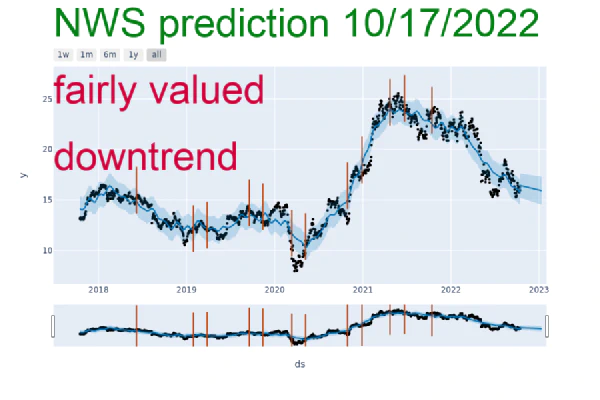 NWS prediction 10/17/2022
1w 1m 6m 1y all
fairly valued
downtrend
25
20
15
10
y
2018 2019 2020 2021 2022 2023
ds